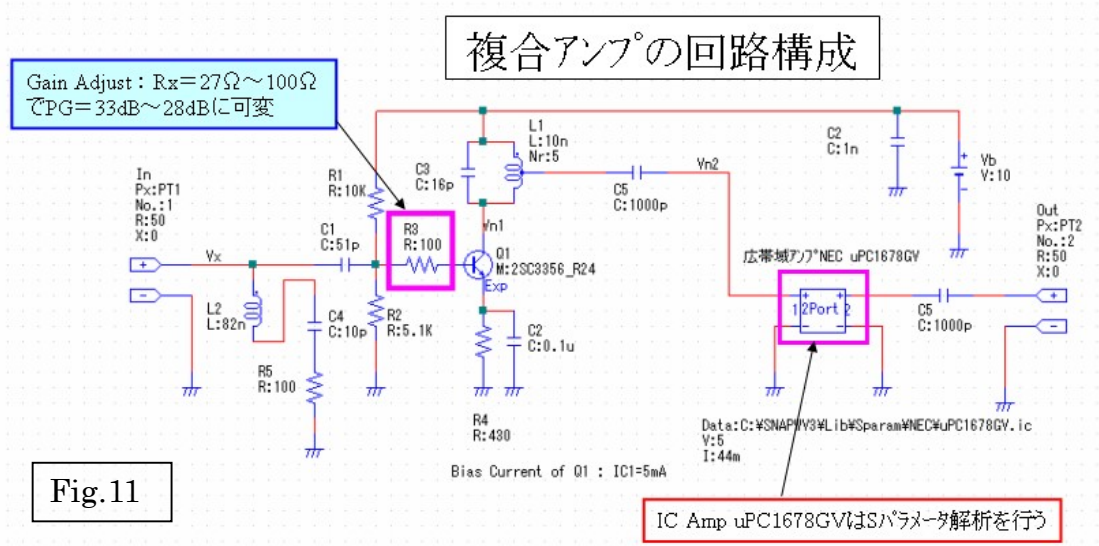 複合アンプの回路構成
Gain Adjust：Rx＝27Ω～100Ω
でPG＝33dB～28dBに可変
In
Px:PT1
No.:1
R:50
X:0
Vx
L2
L:82n
C4
C:10p
R5
R:100
C1
C:51p
R1
R:10K
R2
R:5.1K
R3
R:100
C3
C:16p
L1
L:10n
Nr:5
Vn1
Q1
M:2SC3356_R24
Exp
C2
C:0.1u
R4
R:430
C5
C:1000p
Vn2
C2
C:1n
Vb
V:10
広帯域アンプNEC uPC1678GV
1 2Port 2
C5
C:1000p
Out
Px:PT2
No.:2
R:50
X:0
Data:C:¥SNAPWV3¥Lib¥Sparam¥NEC¥uPC1678GV.ic
V:5
I:44m
Bias Current of Q1 : IC1=5mA
Fig.11
IC Amp uPC1678GVはSパラメータ解析を行う